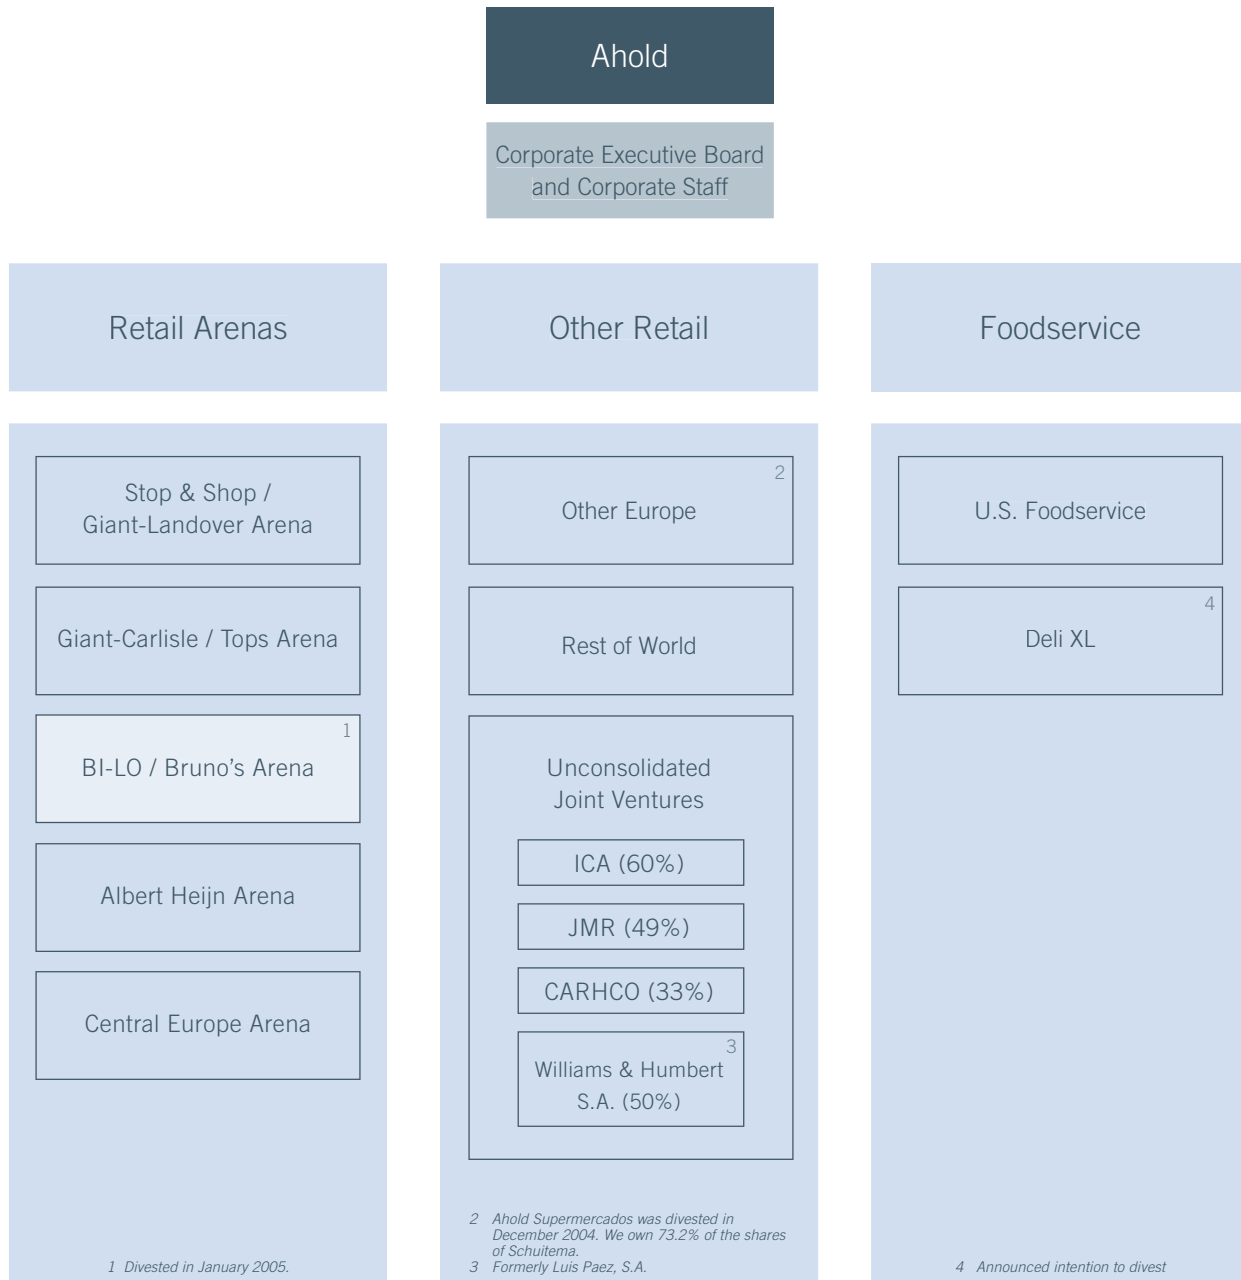 Ahold
Corporate Executive Board
and Corporate Staff
Retail Arenas
Stop & Shop /
Giant-Landover Arena
Giant-Carlisle / Tops Arena
1
BI-LO / Bruno's Arena
Albert Heijn Arena
Central Europe Arena
1 Divested in January 2005.
Other Retail
2
Other Europe
Rest of World
Unconsolidated
Joint Ventures
ICA (60%)
JMR (49%)
CARHCO (33%)
3
Williams & Humbert
S.A. (50%)
2 Ahold Supermercados was divested in
December 2004. We own 73.2% of the shares
of Schuitema.
3 Formerly Luis Paez, S.A.
Foodservice
U.S. Foodservice
4
Deli XL
4 Announced intention to divest